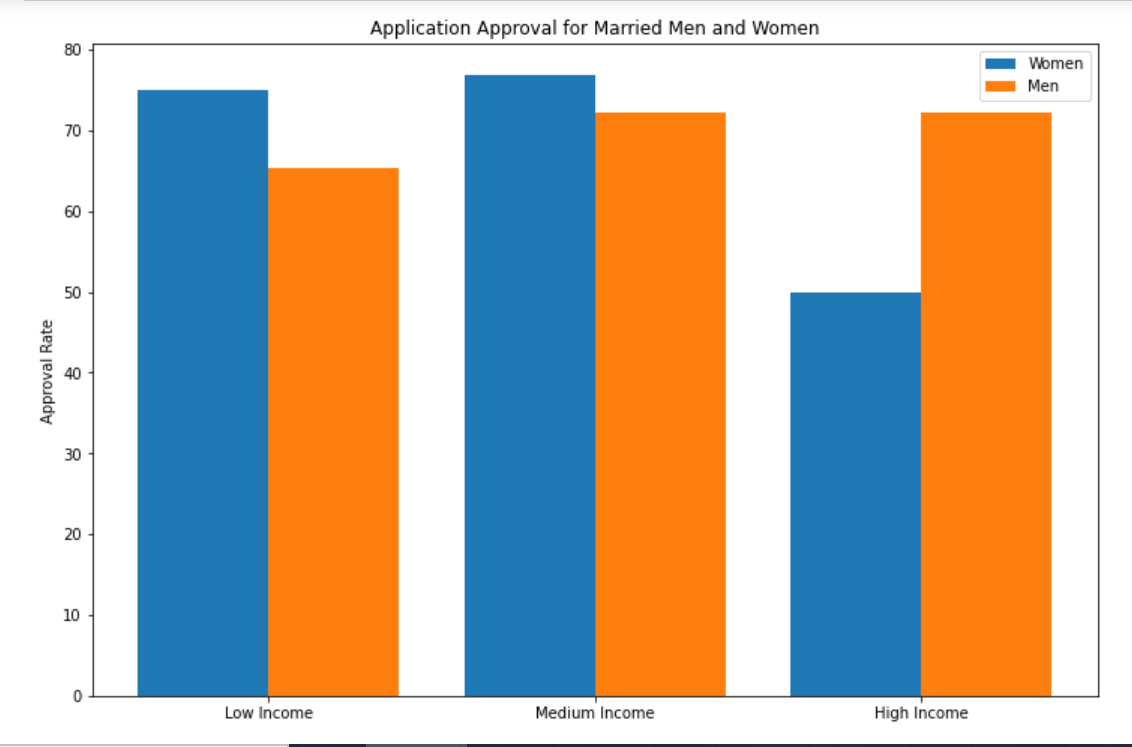 Application Approval for Married Men and Women
80
70
60
50
40
30
20
10
0
Approval Rate
Women
Men
Low Income
Medium Income
High Income